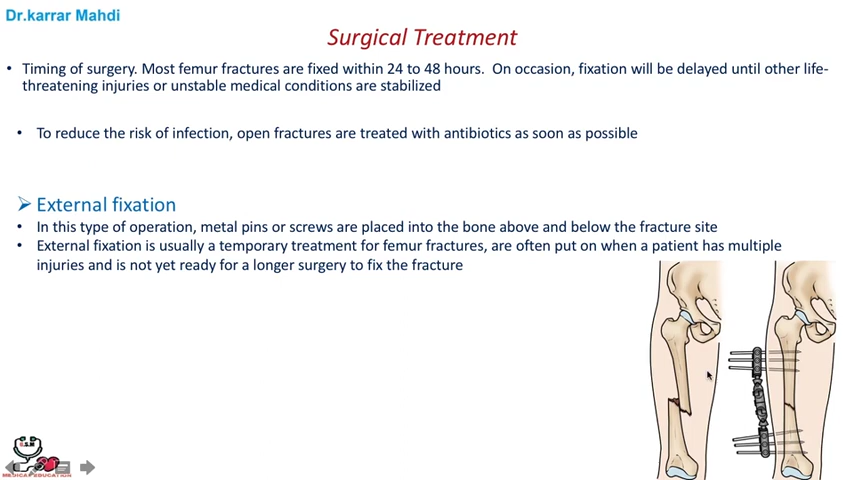 Dr.karrar Mahdi
Surgical Treatment
• Timing of surgery. Most femur fractures are fixed within 24 to 48 hours.  On occasion, fixation will be delayed until other life-
threatening injuries or unstable medical conditions are stabilized
• To reduce the risk of infection, open fractures are treated with antibiotics as soon as possible
➢ External fixation
• In this type of operation, metal pins or screws are placed into the bone above and below the fracture site
• External fixation is usually a temporary treatment for femur fractures, are often put on when a patient has multiple
injuries and is not yet ready for a longer surgery to fix the fracture
MEDICAL EDUCATION